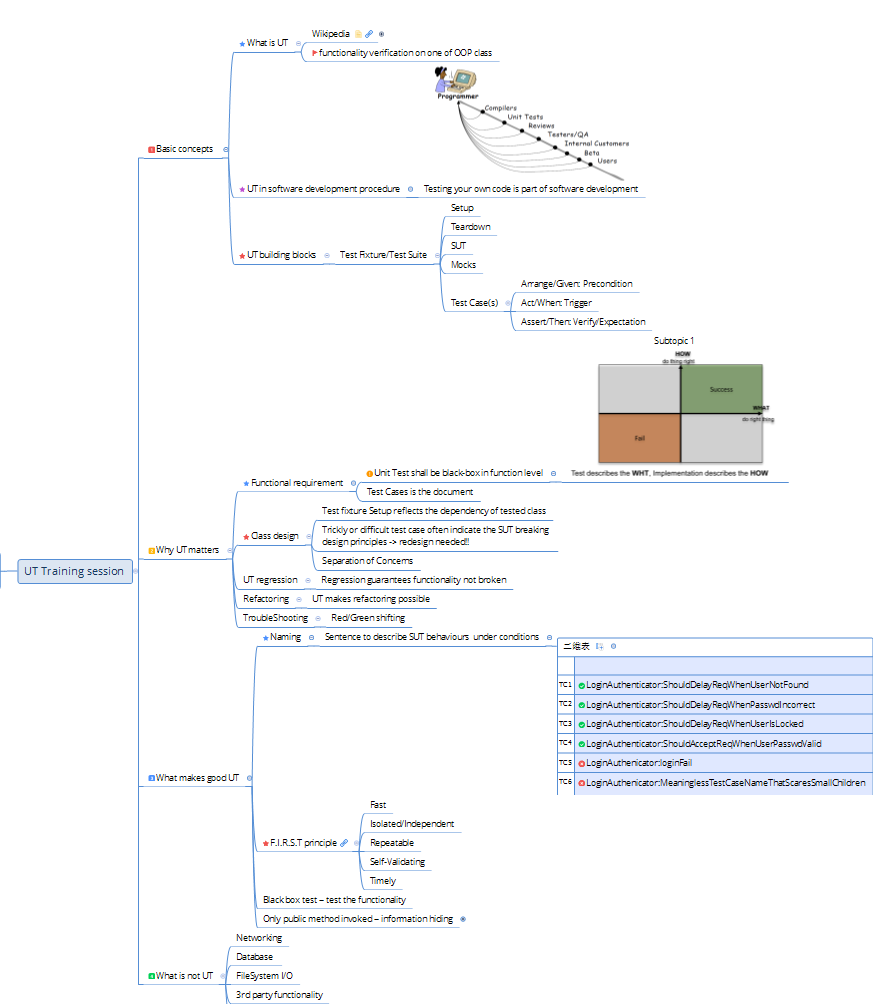 What is UT
Wikipedia
functionality verification on one of OOP class
Programmer
Compilers
Unit Tests
Reviews
Testers/QA
Internal Customers
Beta
Users
Basic concepts
UT in software development procedure
Testing your own code is part of software development
UT building blocks
Test Fixture/Test Suite
Setup
Teardown
SUT
Mocks
Test Case(s)
Arrange/Given: Precondition
Act/When: Trigger
Assert/Then: Verify/Expectation
Subtopic 1
HOW
do thing right
Success
WHAT
do right thing
Fail
Test describes the WHT, Implementation describes the HOW
Functional requirement
Unit Test shall be black-box in function level
Test Cases is the document
Why UT matters
Class design
Test fixture Setup reflects the dependency of tested class
Trickly or difficult test case often indicate the SUT breaking
design principles -> redesign needed!!
Separation of Concerns
UT regression
Regression guarantees functionality not broken
Refactoring
UT makes refactoring possible
TroubleShooting
Red/Green shifting
UT Training session
Naming
Sentence to describe SUT behaviours under conditions
二维表
TC1 LoginAuthenticator:ShouldDelayReqWhenUserNotFound
TC2 LoginAuthenticator:ShouldDelayReqWhenPasswdIncorrect
TC3 LoginAuthenticator:ShouldDelayReqWhenUserIsLocked
TC4 LoginAuthenticator:ShouldAcceptReqWhenUserPasswdValid
TC5 LoginAuthenicator:loginFail
TC6 LoginAuthenicator:MeaninglessTestCaseNameThatScaresSmallChildren
What makes good UT
F.I.R.S.T principle
Fast
Isolated/Independent
Repeatable
Self-Validating
Timely
Black box test – test the functionality
Only public method invoked – information hiding
What is not UT
Networking
Database
FileSystem I/O
3rd party functionality